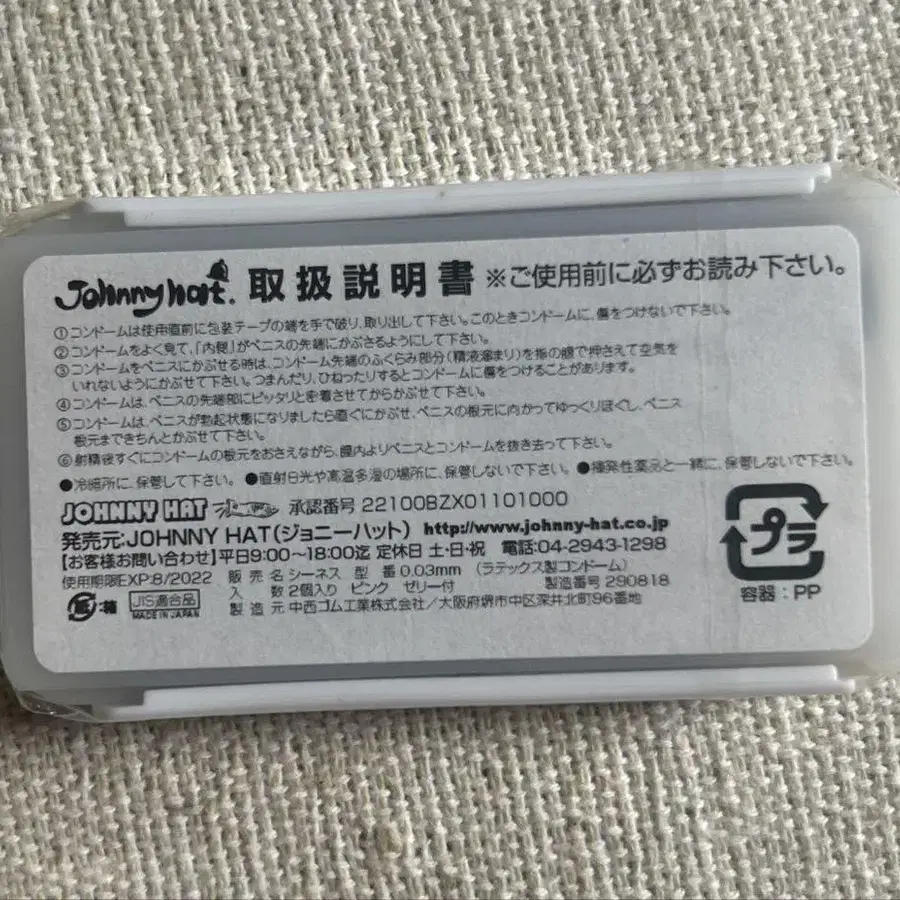 Johnny hat. 取扱説明書 ※ご使用前に必ずお読み下さい。
①コンドームは使用直前に包装テープの端を手で破り、取り出して下さい。このときコンドームに、傷をつけないで下さい。
②コンドームをよく見て、「内側」がペニスの先端にかぶさるようにして下さい。
③コンドームをペニスにかぶせる時は、コンドーム先端のふくらみ部分(精液溜まり)を指の腹で押さえて空気を
いれないようにかぶせて下さい。つまんだり、ひねったりするとコンドームに傷をつけることがあります。
④コンドームは、ペニスの先端部にピッタリと密着させてからかぶせて下さい。
⑤コンドームは、ペニスが勃起状態になりましたら直ぐにかぶせ、ペニスの根元に向かってゆっくりほぐし、ペニス
根元まできちんとかぶせて下さい。
⑥射精後すぐにコンドームの根元をおさえながら、膣内よりペニスとコンドームを抜き去って下さい。
●冷暗所に、保管して下さい。 ●直射日光や高温多湿の場所に、保管しないで下さい。 ●揮発性薬品と一緒に、保管しないで下さい。
JOHNNY HAT 承認番号 22100BZX01101000
発売元:JOHNNY HAT(ジョニーハット) http://www.johnny-hat.co.jp
【お客様お問い合わせ】平日9:00〜18:00迄 定休日 土・日・祝 電話:04-2943-1298
使用期限EXP:8/2022 販売名 シーネス 型番 0.03mm (ラテックス製コンドーム)
入数 2個入り ピンク ゼリー付 製造番号 290818
製造元 中西ゴム工業株式会社/大阪府堺市中区深井北町96番地
紙:箱 JIS適合品
MADE IN JAPAN
プラ
容器:PP